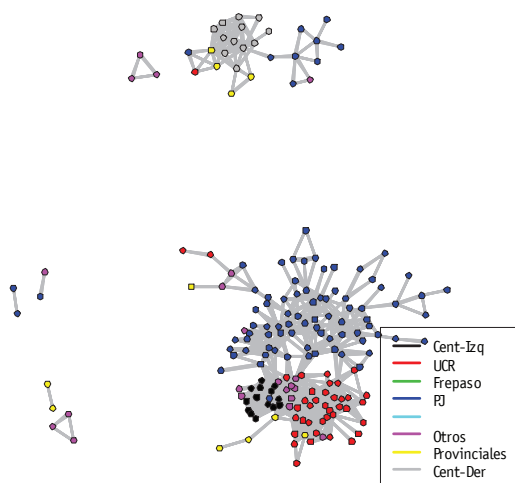 Cent-Izq
UCR
Frepaso
PJ
Otros
Provinciales
Cent-Der